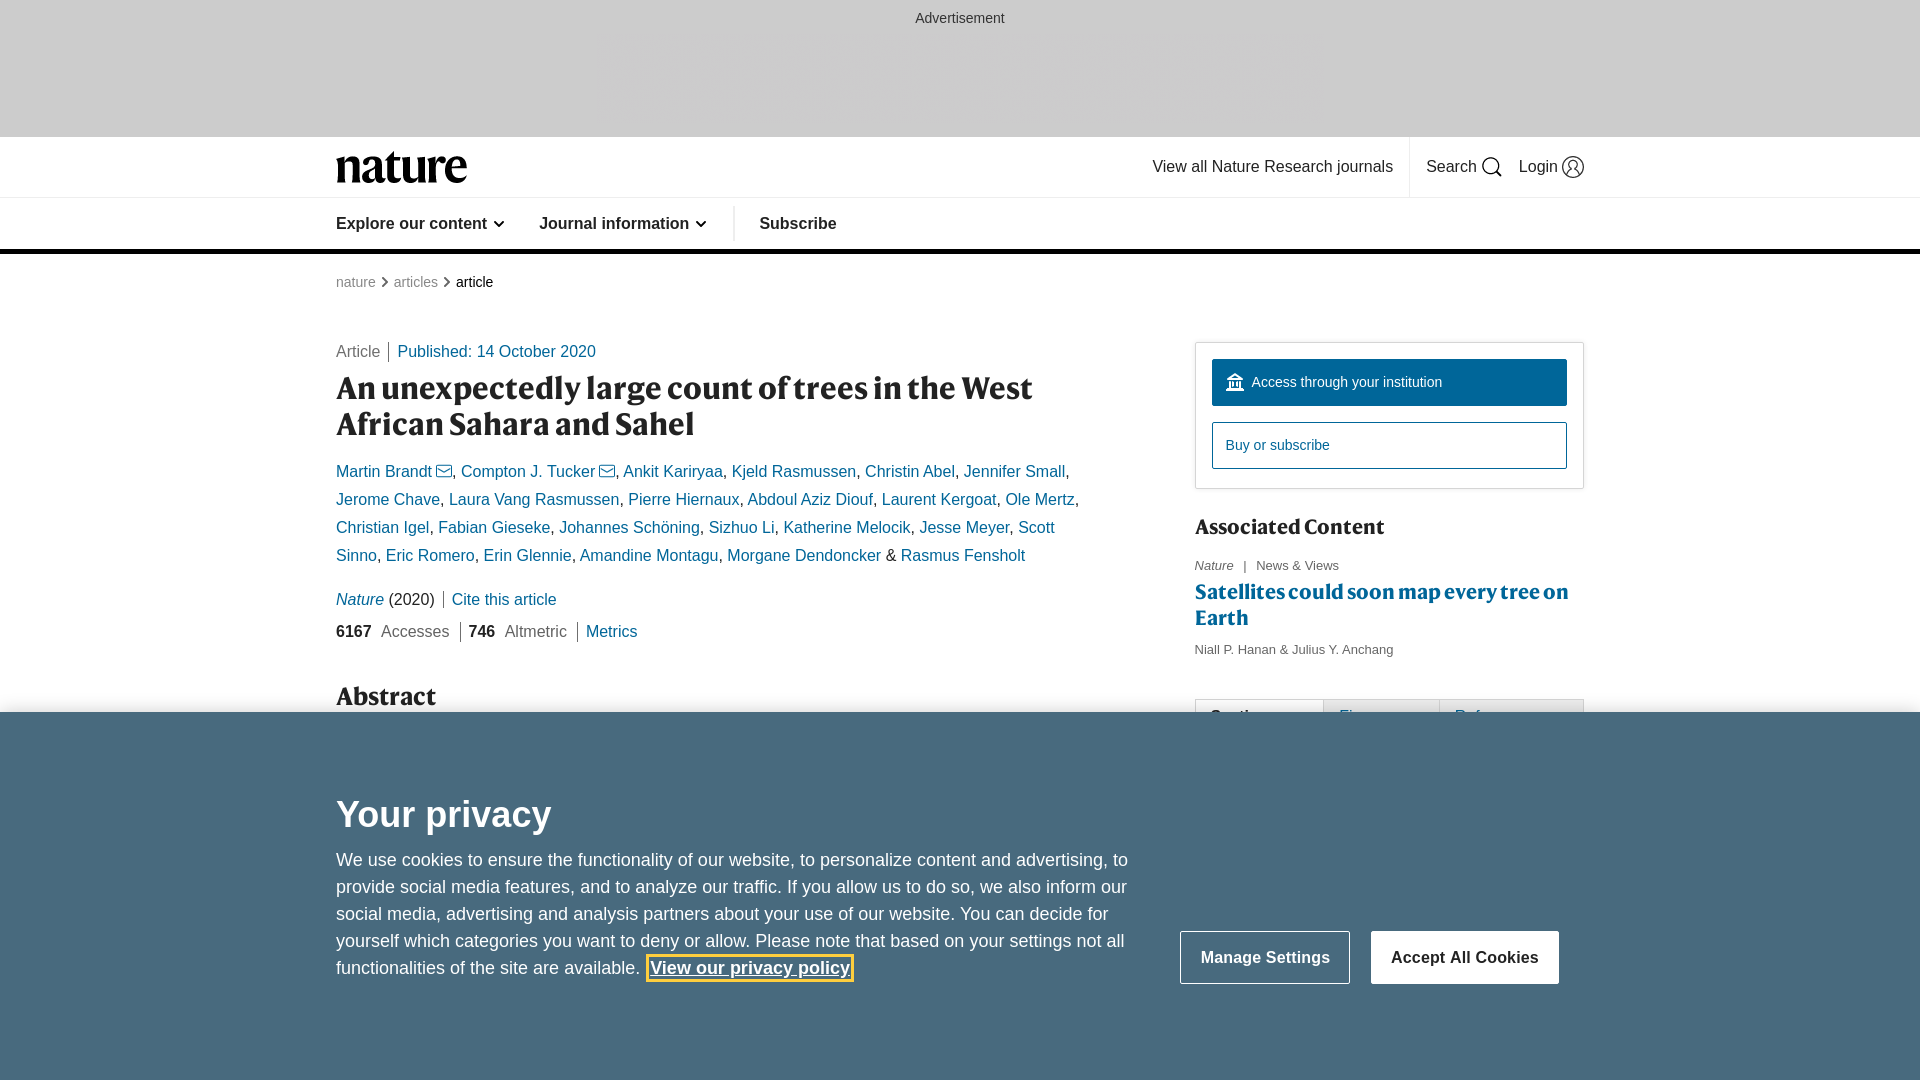 Advertisement
nature
View all Nature Research journals
Search
Login
Explore our content
Journal information
Subscribe
nature
articles
article
Article
Published: 14 October 2020
An unexpectedly large count of trees in the West
African Sahara and Sahel
Martin Brandt, Compton J. Tucker, Ankit Kariryaa, Kjeld Rasmussen, Christin Abel, Jennifer Small,
Jerome Chave, Laura Vang Rasmussen, Pierre Hiernaux, Abdoul Aziz Diouf, Laurent Kergoat, Ole Mertz,
Christian Igel, Fabian Gieseke, Johannes Schöning, Sizhuo Li, Katherine Melocik, Jesse Meyer, Scott
Sinno, Eric Romero, Erin Glennie, Amandine Montagu, Morgane Dendoncker & Rasmus Fensholt
Nature (2020)
Cite this article
6167 Accesses
746 Altmetric
Metrics
Abstract
Access through your institution
Buy or subscribe
Associated Content
Nature | News & Views
Satellites could soon map every tree on
Earth
Niall P. Hanan & Julius Y. Anchang
Your privacy
We use cookies to ensure the functionality of our website, to personalize content and advertising, to
provide social media features, and to analyze our traffic. If you allow us to do so, we also inform our
social media, advertising and analysis partners about your use of our website. You can decide for
yourself which categories you want to deny or allow. Please note that based on your settings not all
functionalities of the site are available. View our privacy policy
Manage Settings
Accept All Cookies